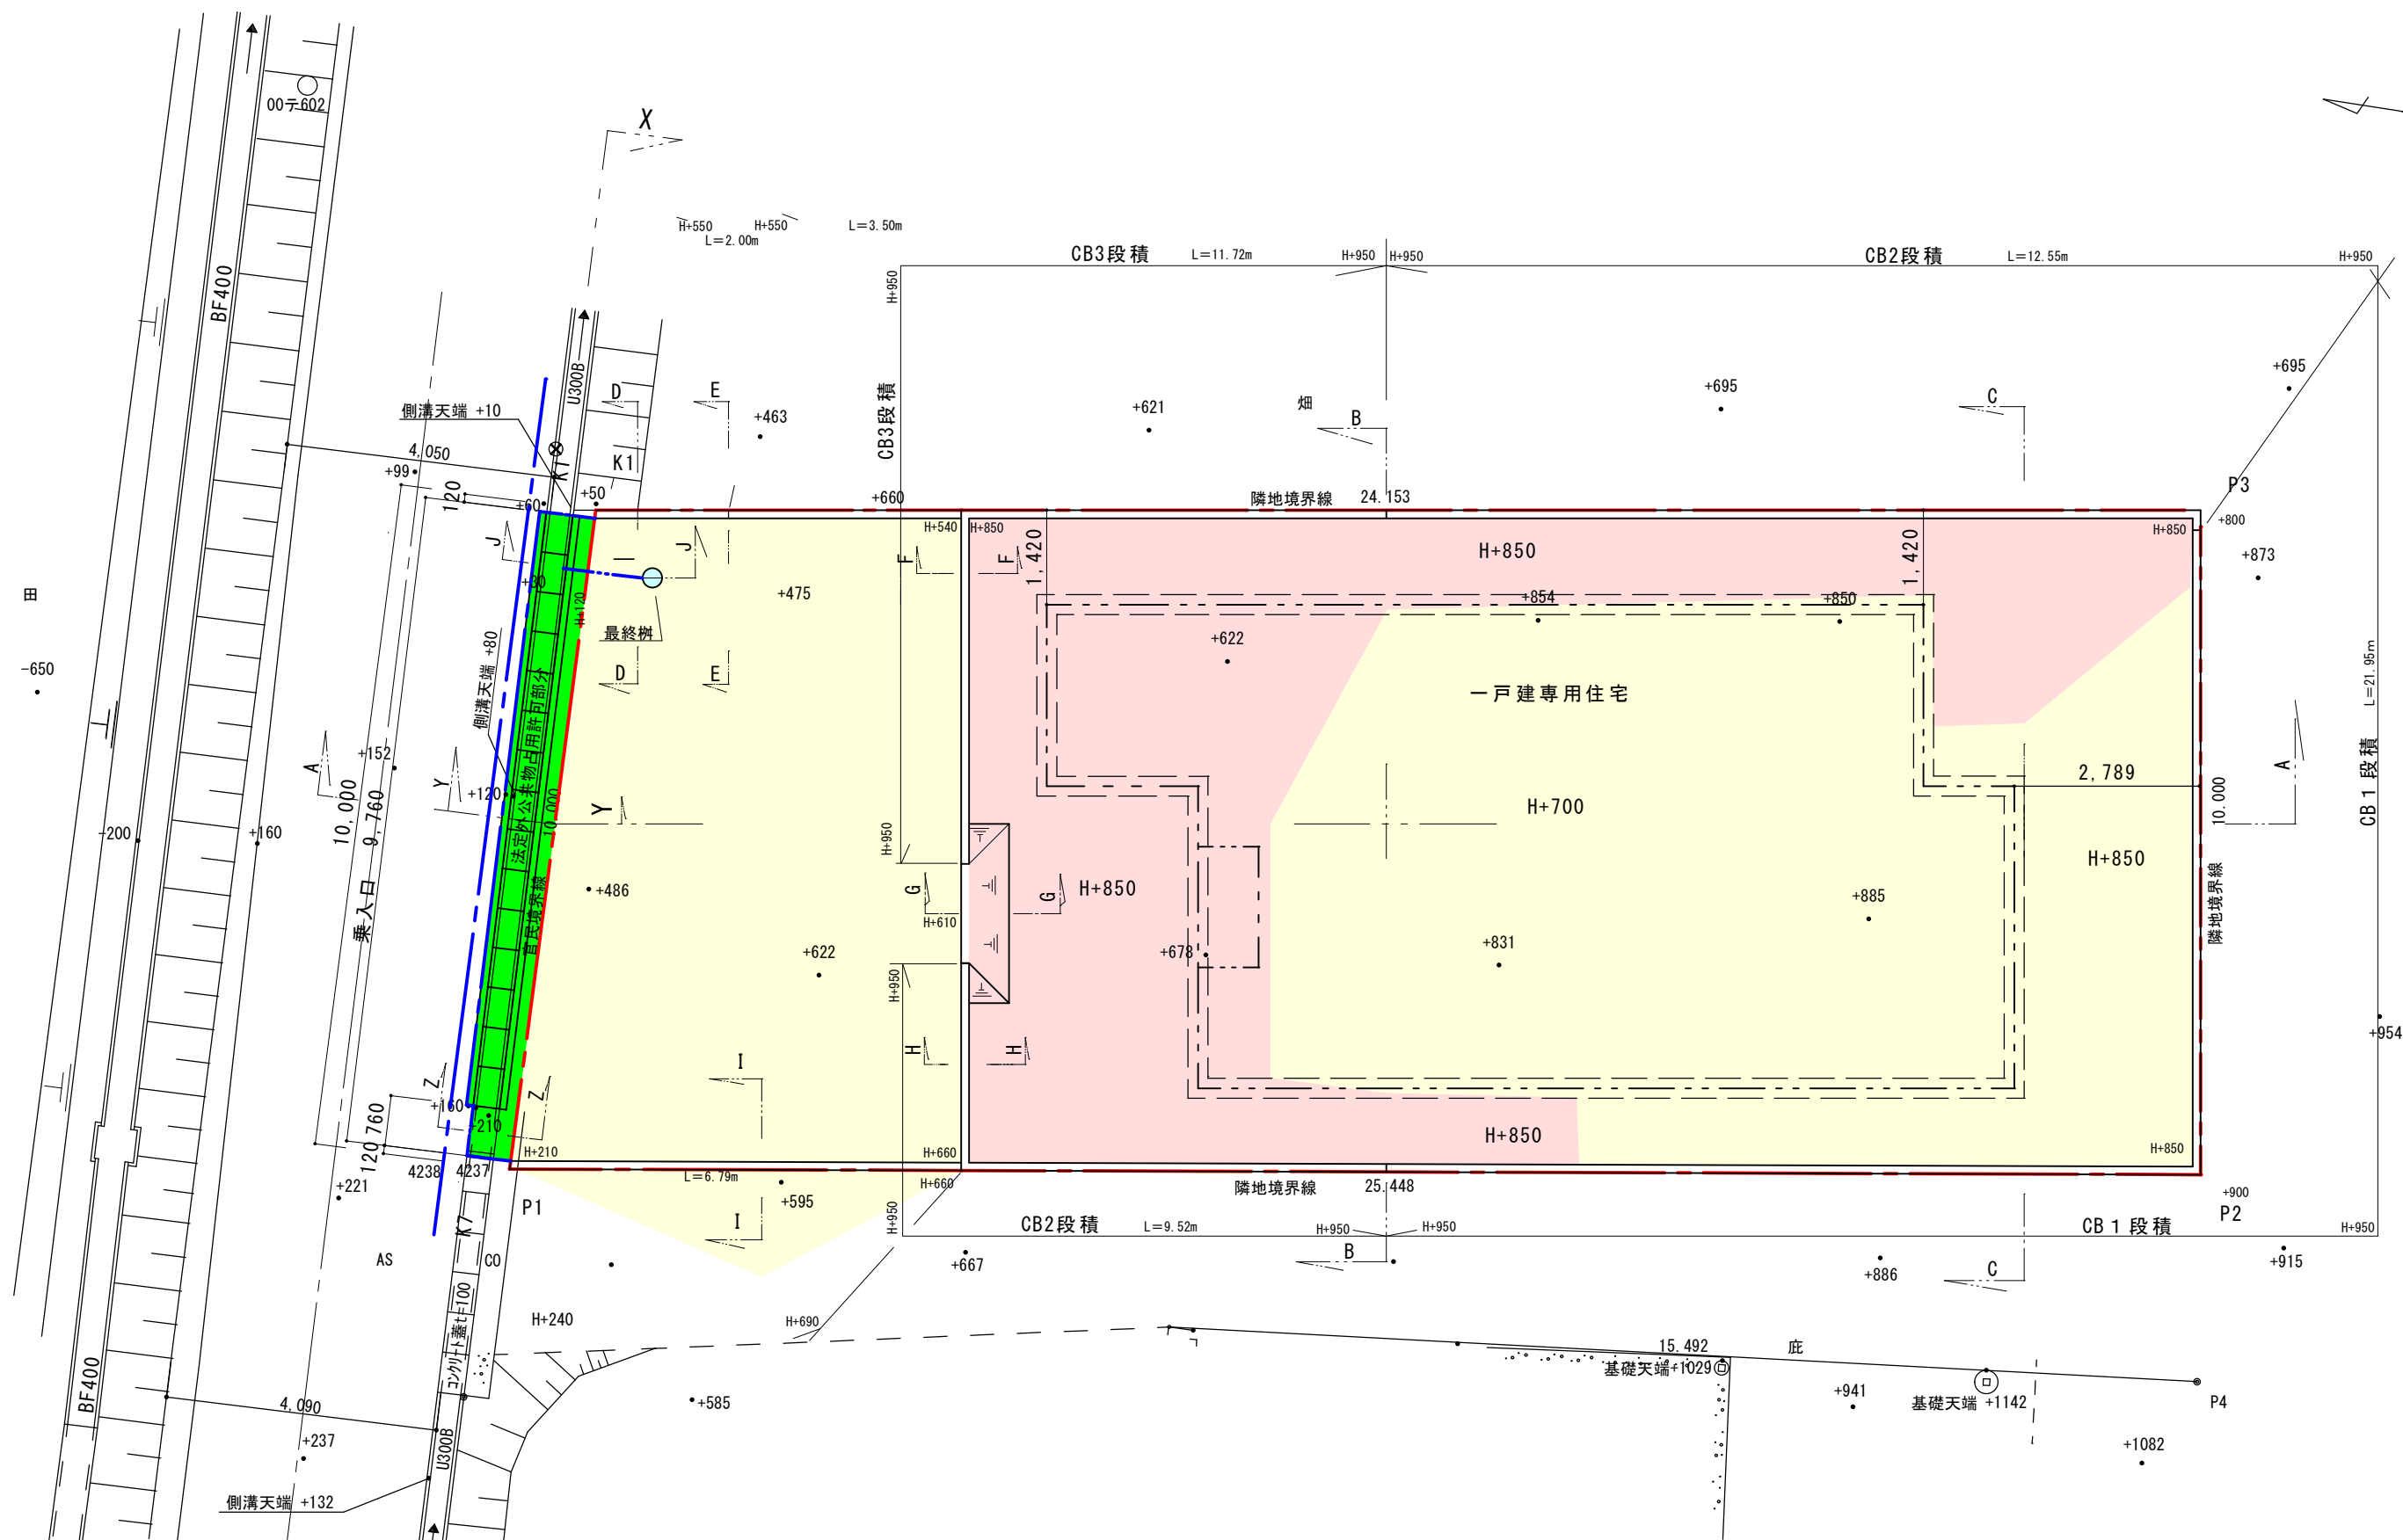 00テ602
X
H+550
H+550
L=2.00m
L=3.50m
CB3段積
L=11.72m
H+950
H+950
CB2段積
L=12.55m
H+950
BF400
H+950
U300B
CB3段積
側溝天端 +10
D
E
+463
+621
畑
B
+695
C
+695
4,050
+99
K1
K1
120
+60
+50
+660
隣地境界線
24.153
P3
H+540
H+850
H+850
+800
J
J
F
F
1,420
H+850
1,420
+873
田
+30
H+120
+475
+854
+850
最終桝
+622
-650
側溝天端 +80
D
E
一戸建専用住宅
L=21.95m
法定外公共物占用許可部分
A
+152
Y
Y
2,789
A
+120
H+700
10.000
CB１段積
-200
+160
10,000
9,760
10.000
H+950
乗入口
官民境界線
+486
G
G
H+850
H+850
隣地境界線
H+610
+885
+622
+678
+831
H+950
+954
H
H
I
Z
Z
+160
+210
760
120
H+850
H+850
H+210
H+660
4238
4237
L=6.79m
+221
+595
H+660
隣地境界線
25.448
+900
P1
P2
K7
H+950
CB2段積
L=9.52m
H+950
H+950
CB１段積
H+950
I
B
C
AS
CO
+667
+886
+915
コンクリート蓋t=100
H+240
H+690
15.492
庇
基礎天端+1029
BF400
4,090
+585
+941
基礎天端 +1142
P4
+237
U300B
+1082
側溝天端 +132